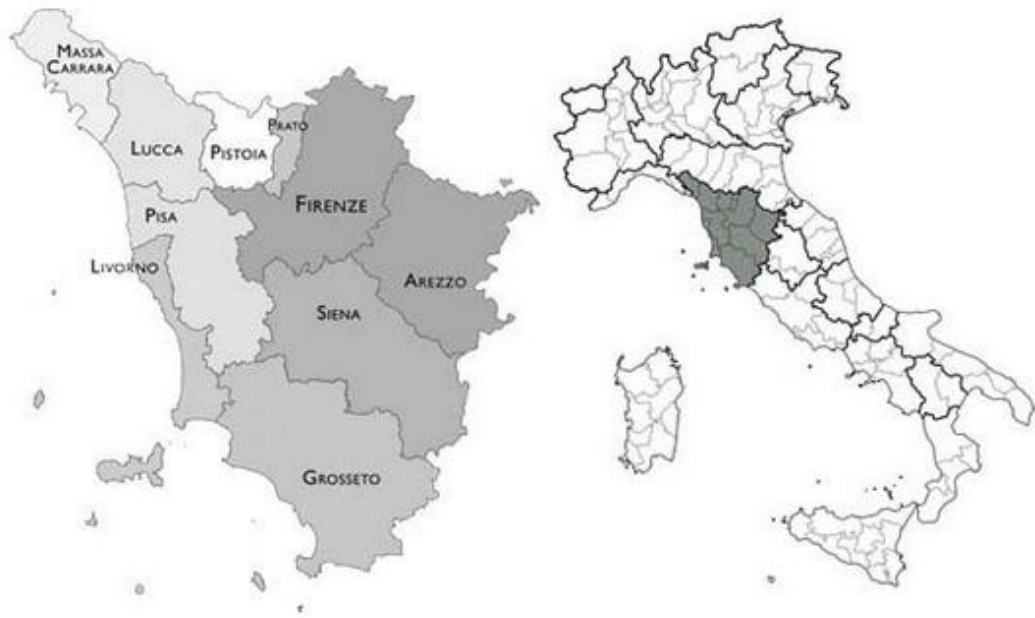 MASSA
CARRARA
LUCCA
PISTOIA
PRATO
FIRENZE
PISA
LIVORNO
AREZZO
SIENA
GROSSETO